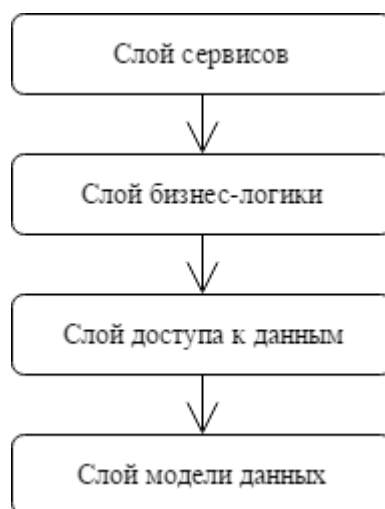 Слой сервисов
Слой бизнес-логики
Слой доступа к данным
Слой модели данных